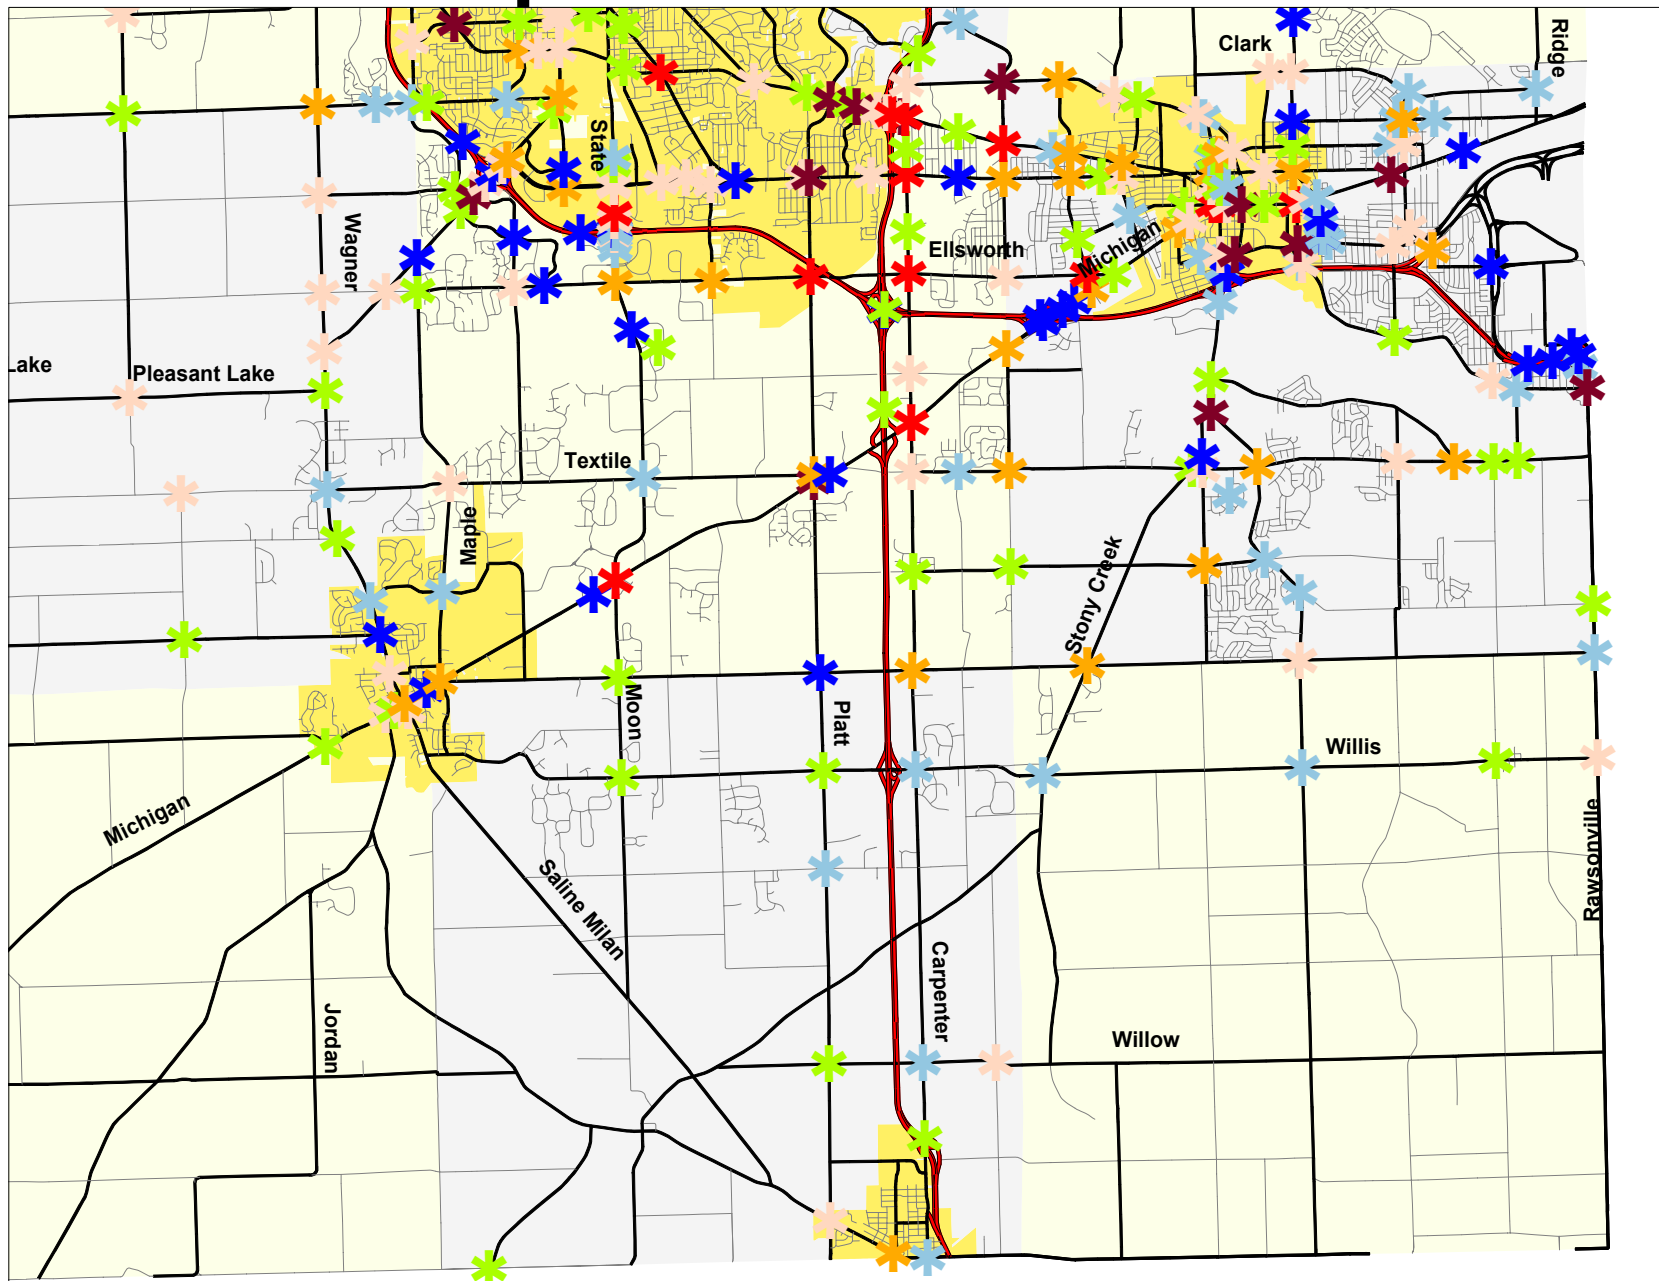 Ridge
Clark
State
Wagner
Ellsworth
Michigan
Lake
Pleasant Lake
Textile
Maple
Stony Creek
Moon
Platt
Willis
Michigan
Rawsonville
Saline Milan
Carpenter
Jordan
Willow